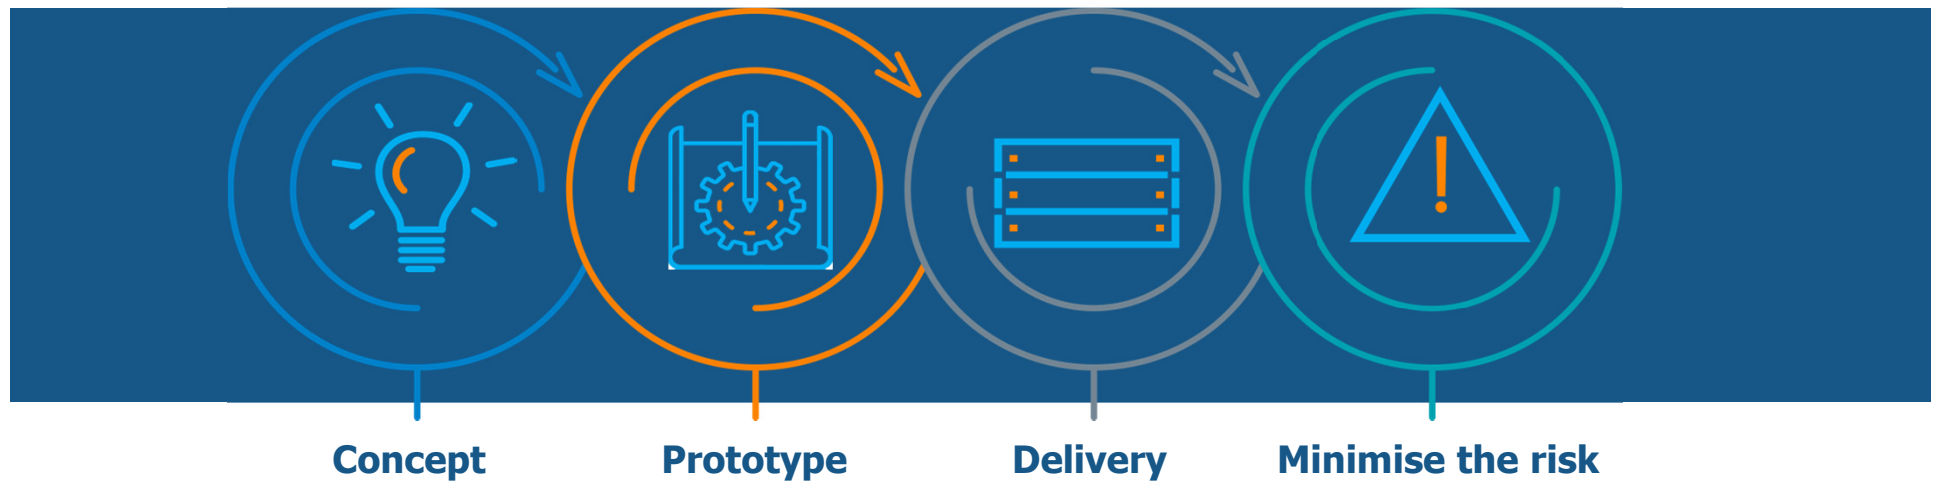 Concept
Prototype
Delivery
Minimise the risk